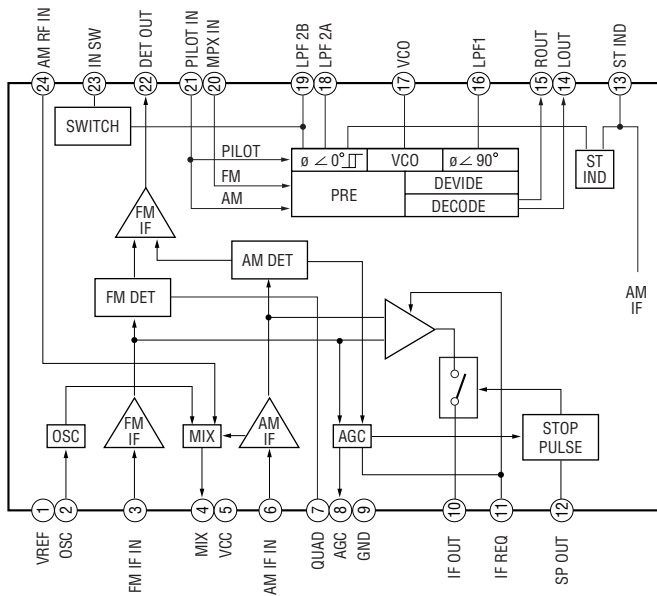 AM RF IN
IN SW
DET OUT
PILOT IN
MPX IN
LPF 2B
LPF 2A
VCO
LPF1
ROUT
LOUT
ST IND
24
23
22
21
20
19
18
17
16
15
14
13
SWITCH
PILOT
FM
AM
ø ∠ 0°
VCO
ø ∠ 90°
PRE
DEVIDE
DECODE
ST
IND
FM
IF
AM DET
FM DET
AM
IF
OSC
FM
IF
MIX
AM
IF
AGC
STOP
PULSE
1
2
3
4
5
6
7
8
9
10
11
12
VREF
OSC
FM IF IN
MIX
VCC
AM IF IN
QUAD
AGC
GND
IF OUT
IF REQ
SP OUT